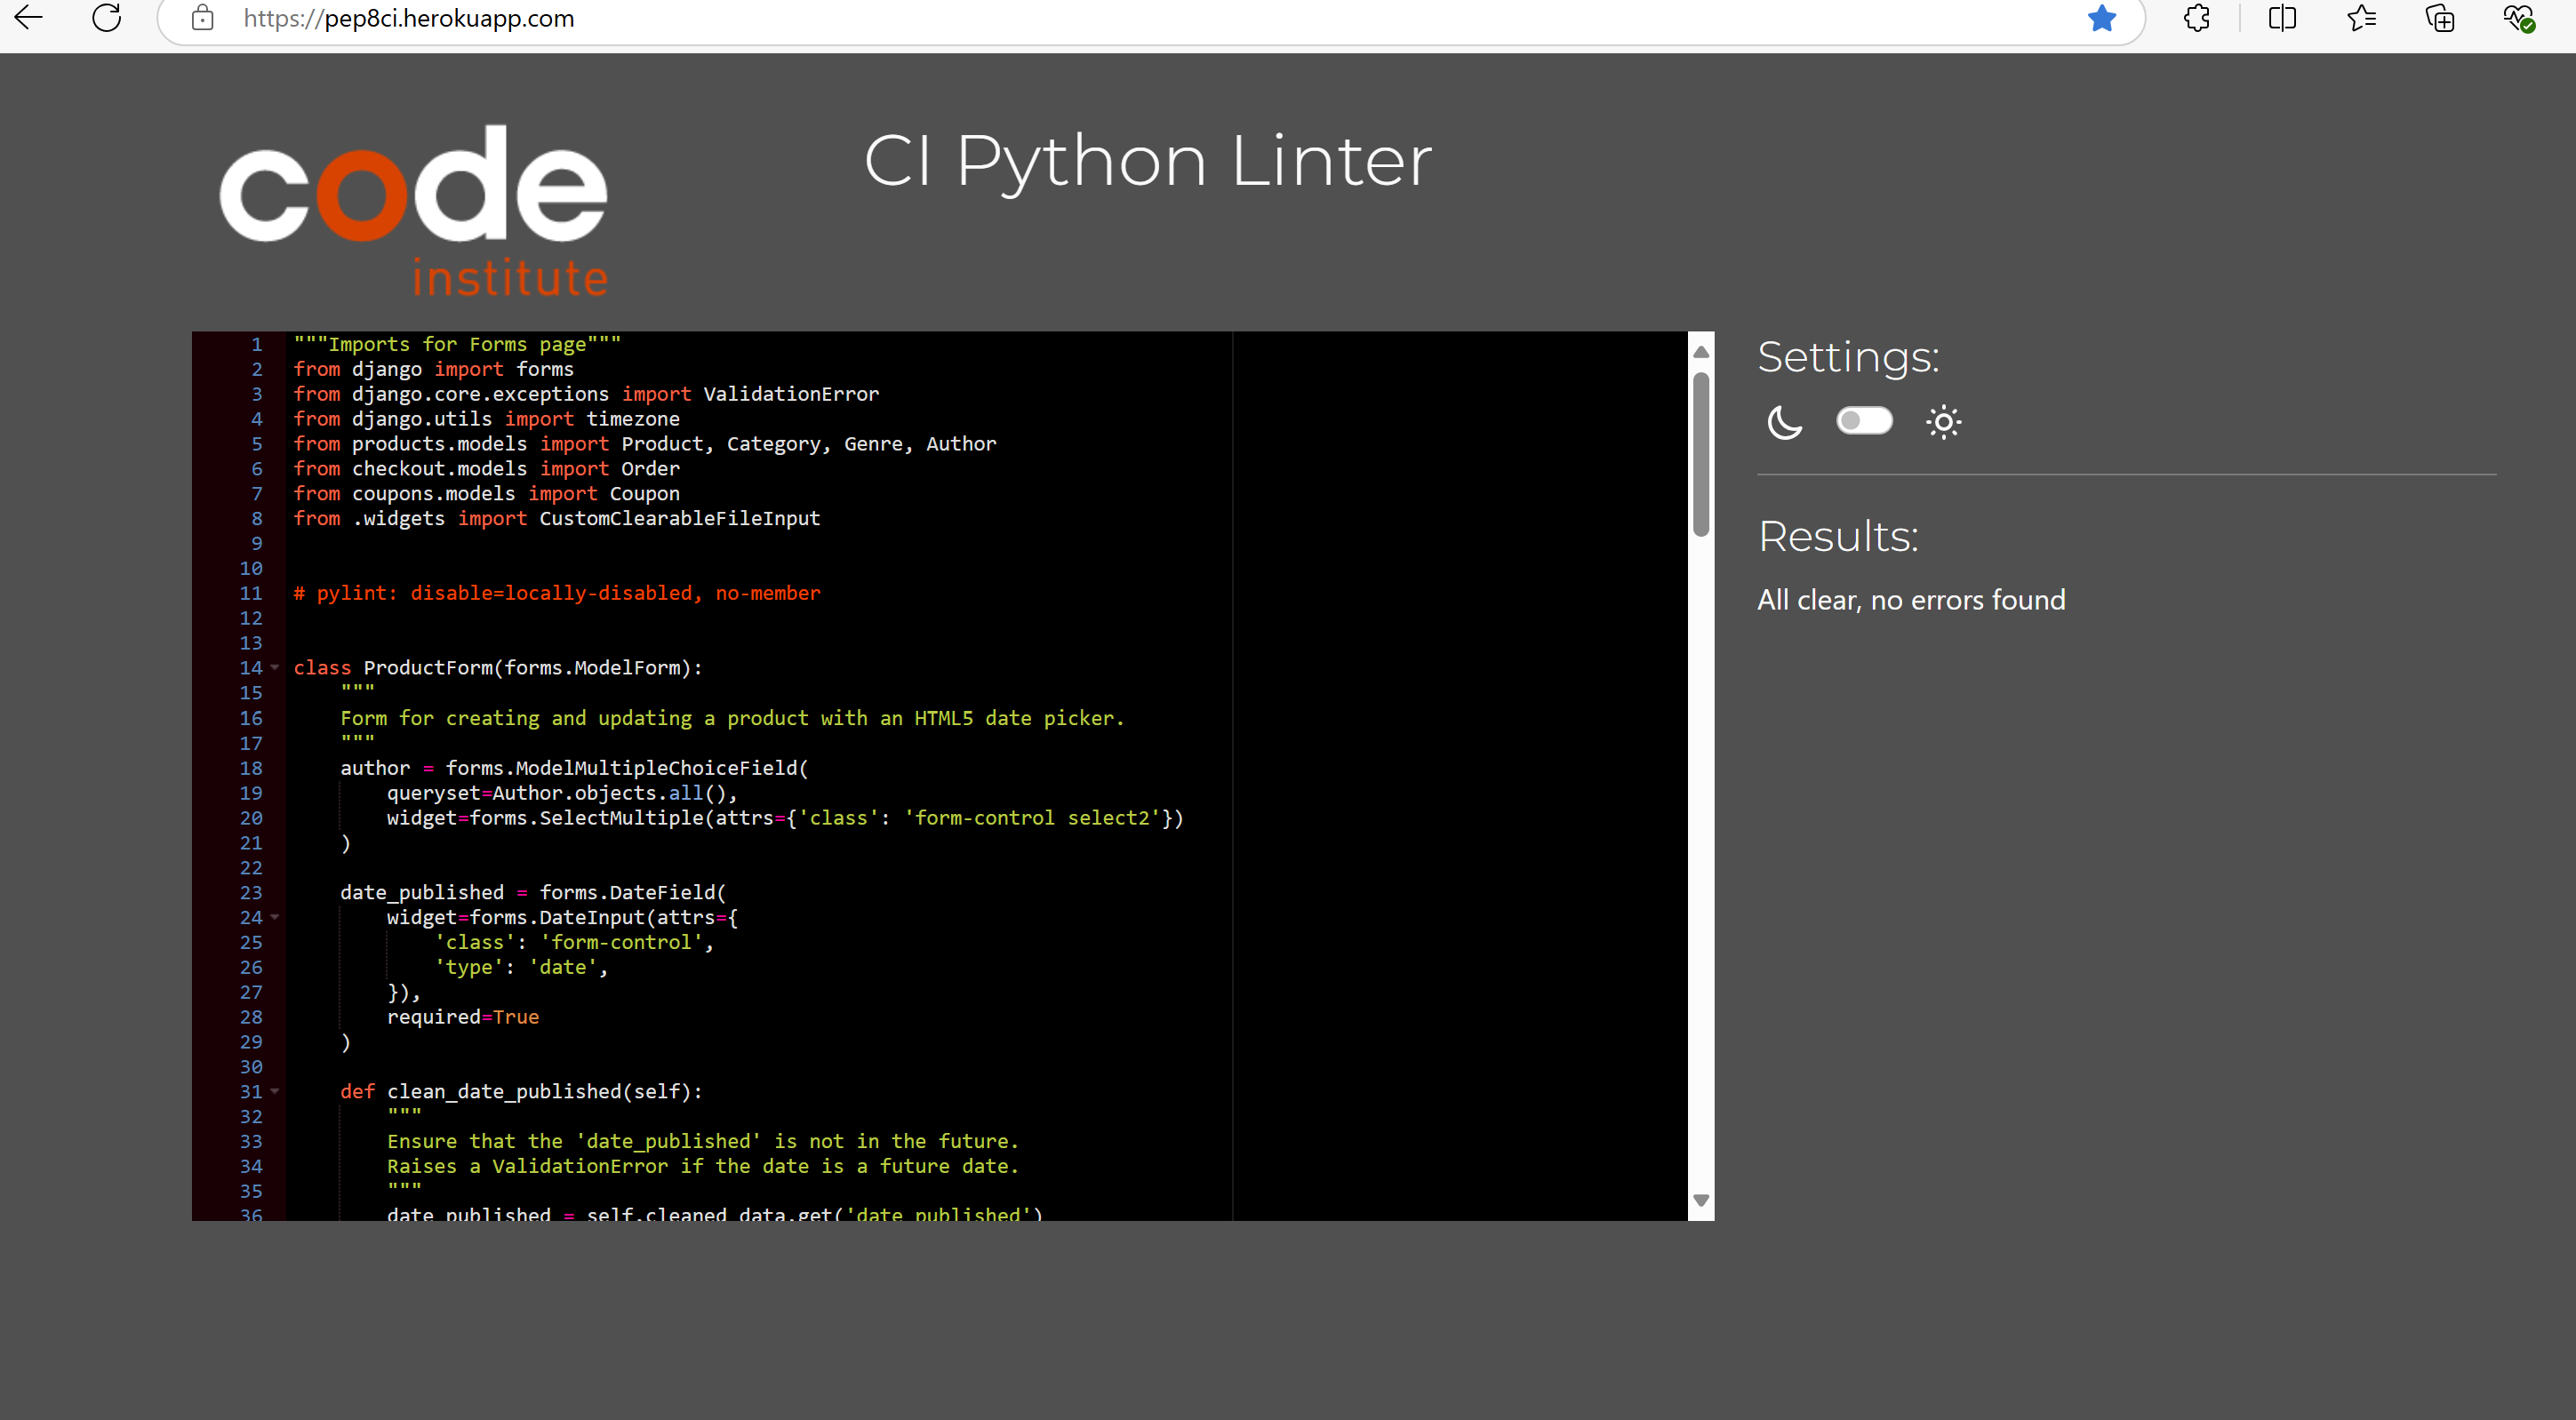 https://pep8ci.herokuapp.com
code
institute
CI Python Linter
1 """Imports for Forms page"""
2 from django import forms
3 from django.core.exceptions import ValidationError
4 from django.utils import timezone
5 from products.models import Product, Category, Genre, Author
6 from checkout.models import Order
7 from coupons.models import Coupon
8 from .widgets import CustomClearableFileInput
9
10
11 # pylint: disable=locally-disabled, no-member
12
13
14 class ProductForm(forms.ModelForm):
15     """
16     Form for creating and updating a product with an HTML5 date picker.
17     """
18     author = forms.ModelMultipleChoiceField(
19         queryset=Author.objects.all(),
20         widget=forms.SelectMultiple(attrs={'class': 'form-control select2'})
21     )
22
23     date_published = forms.DateField(
24         widget=forms.DateInput(attrs={
25             'class': 'form-control',
26             'type': 'date',
27         }),
28         required=True
29     )
30
31     def clean_date_published(self):
32         """
33         Ensure that the 'date_published' is not in the future.
34         Raises a ValidationError if the date is a future date.
35         """
36         date_published = self.cleaned_data.get('date_published')
Settings:
Results:
All clear, no errors found